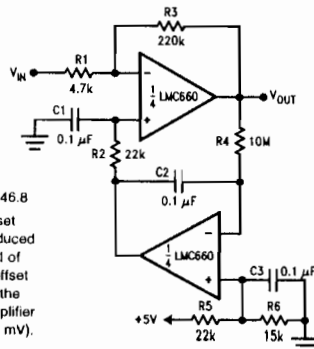 R3
220k
R1
VIN
4.7k
−
¼ LMC660
+
VOUT
C1
0.1 µF
R2
22k
R4
10M
C2
0.1 µF
46.8
set
duced
of
ffset
the
plifier
mV).
−
¼ LMC660
+
C3
0.1 µF
+5V
R5
22k
R6
15k